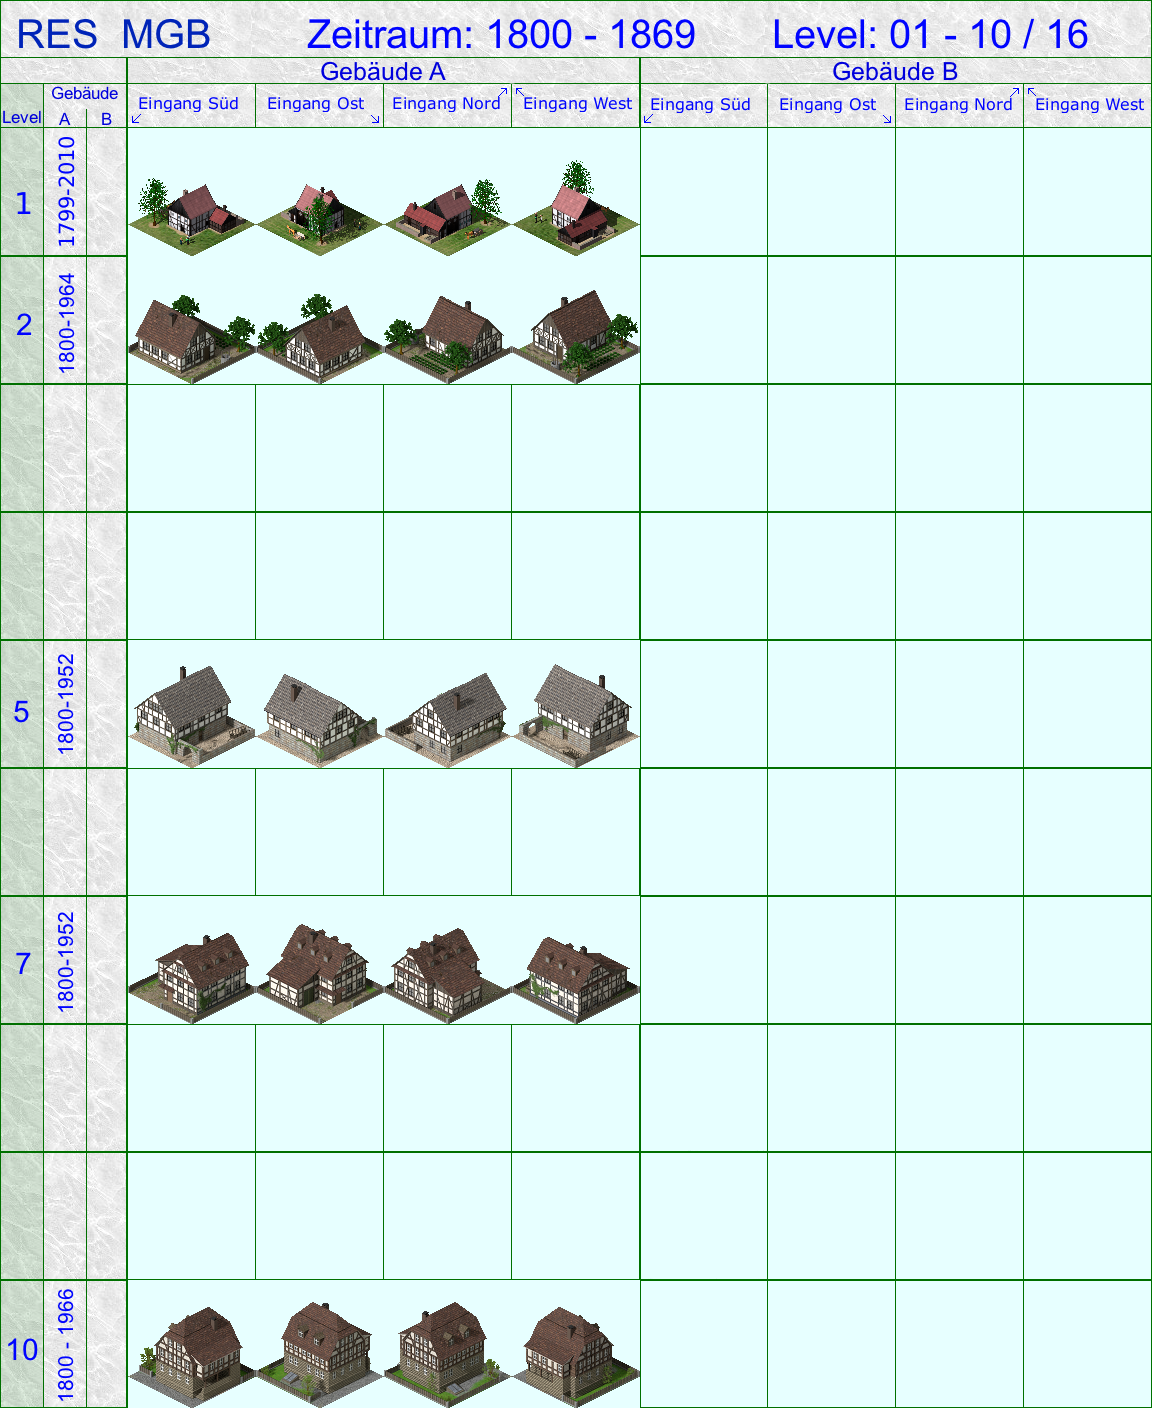 RES MGB Zeitraum: 1800 - 1869 Level: 01 - 10 / 16
Gebäude A Gebäude B
Gebäude
Eingang Süd Eingang Ost Eingang Nord Eingang West Eingang Süd Eingang Ost Eingang Nord Eingang West
Level A B
1 1799-2010
2 1800-1964
5 1800-1952
7 1800-1952
10 1800 - 1966